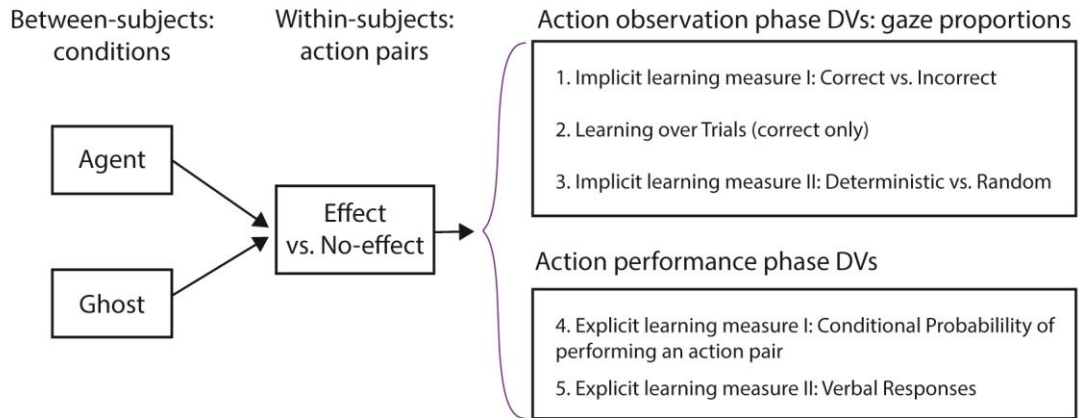 Between-subjects:
conditions
Within-subjects:
action pairs
Agent
Ghost
Effect
vs. No-effect
Action observation phase DVs: gaze proportions
1. Implicit learning measure I: Correct vs. Incorrect
2. Learning over Trials (correct only)
3. Implicit learning measure II: Deterministic vs. Random
Action performance phase DVs
4. Explicit learning measure I: Conditional Probabilility of
performing an action pair
5. Explicit learning measure II: Verbal Responses